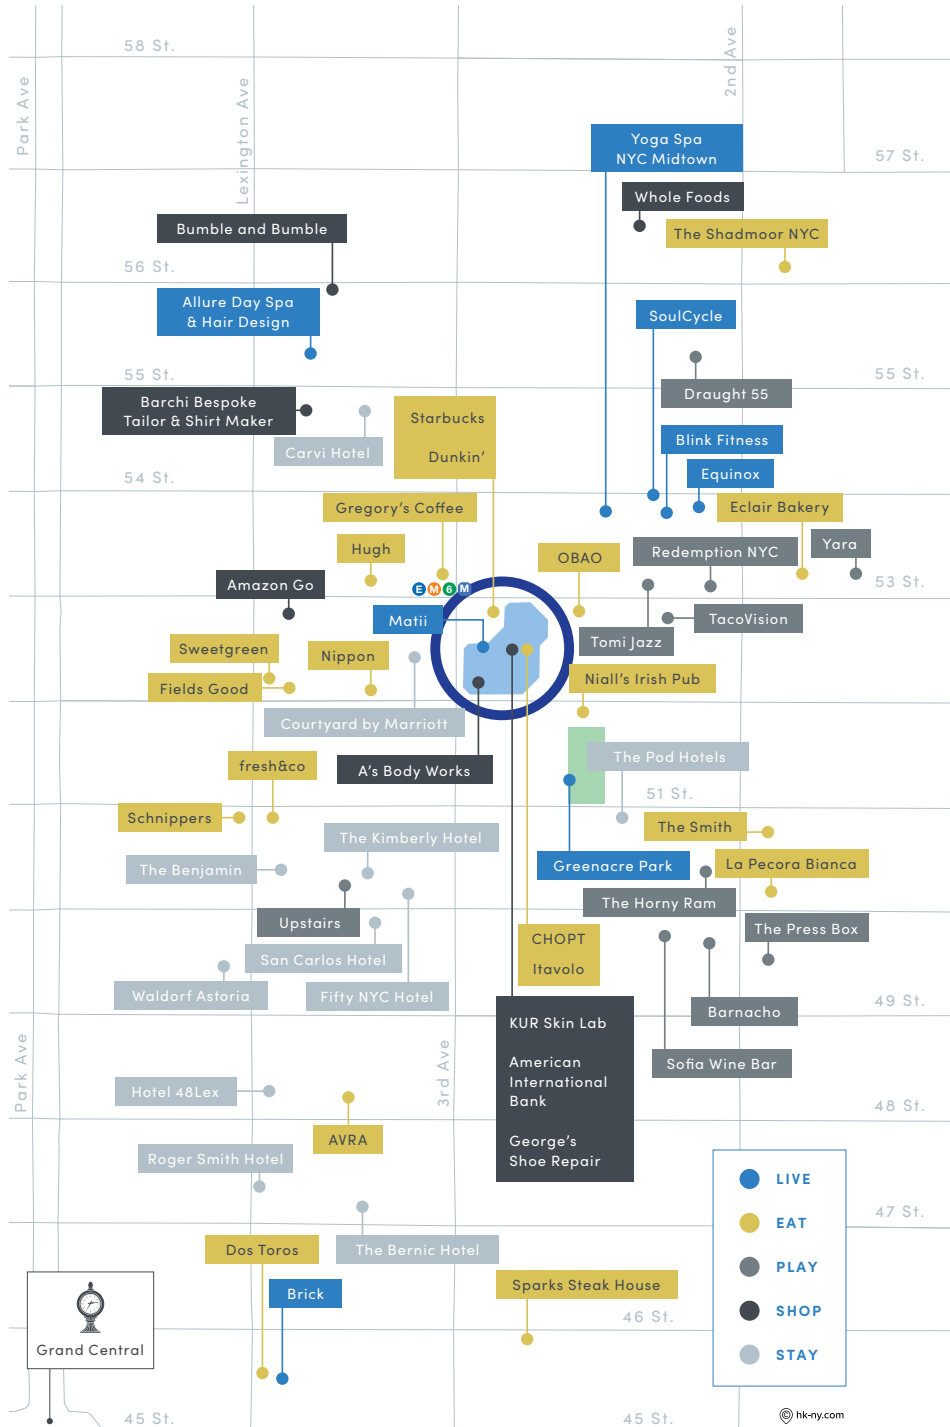 58 St.
2nd Ave
Park Ave
Lexington Ave
Yoga Spa
NYC Midtown
57 St.
Whole Foods
Bumble and Bumble
The Shadmoor NYC
56 St.
Allure Day Spa
& Hair Design
SoulCycle
55 St.
55 St.
Draught 55
Barchi Bespoke
Tailor & Shirt Maker
Starbucks
Dunkin'
Carvi Hotel
Blink Fitness
54 St.
Equinox
Gregory's Coffee
Eclair Bakery
Hugh
OBAO
Redemption NYC
Yara
53 St.
Amazon Go
E M 6 M
Matii
TacoVision
Tomi Jazz
Sweetgreen
Nippon
Fields Good
Niall's Irish Pub
Courtyard by Marriott
The Pod Hotels
fresh&co
A's Body Works
51 St.
Schnippers
The Smith
The Kimberly Hotel
The Benjamin
Greenacre Park
La Pecora Bianca
The Horny Ram
Upstairs
The Press Box
CHOPT
Itavolo
San Carlos Hotel
Waldorf Astoria
Fifty NYC Hotel
49 St.
Barnacho
KUR Skin Lab
American
International
Bank
George's
Shoe Repair
Sofia Wine Bar
Park Ave
3rd Ave
Hotel 48Lex
48 St.
AVRA
Roger Smith Hotel
LIVE
EAT
PLAY
SHOP
STAY
47 St.
Dos Toros
The Bernic Hotel
Brick
Sparks Steak House
46 St.
Grand Central
45 St.
45 St.
© hk-ny.com